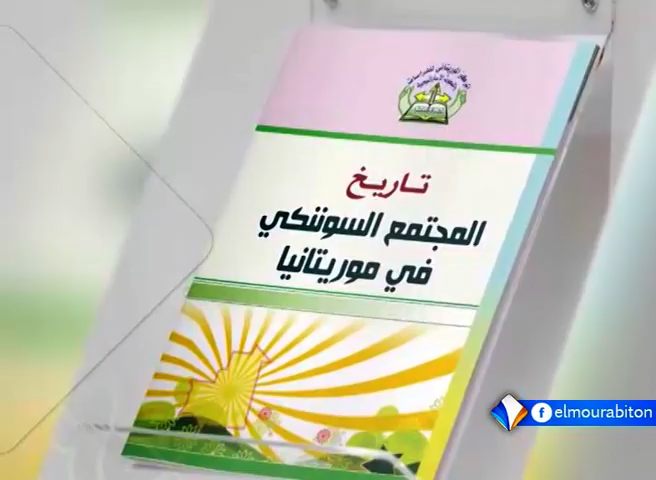 تاريخ
المجتمع السوننكي
في موريتانيا
elmourabiton